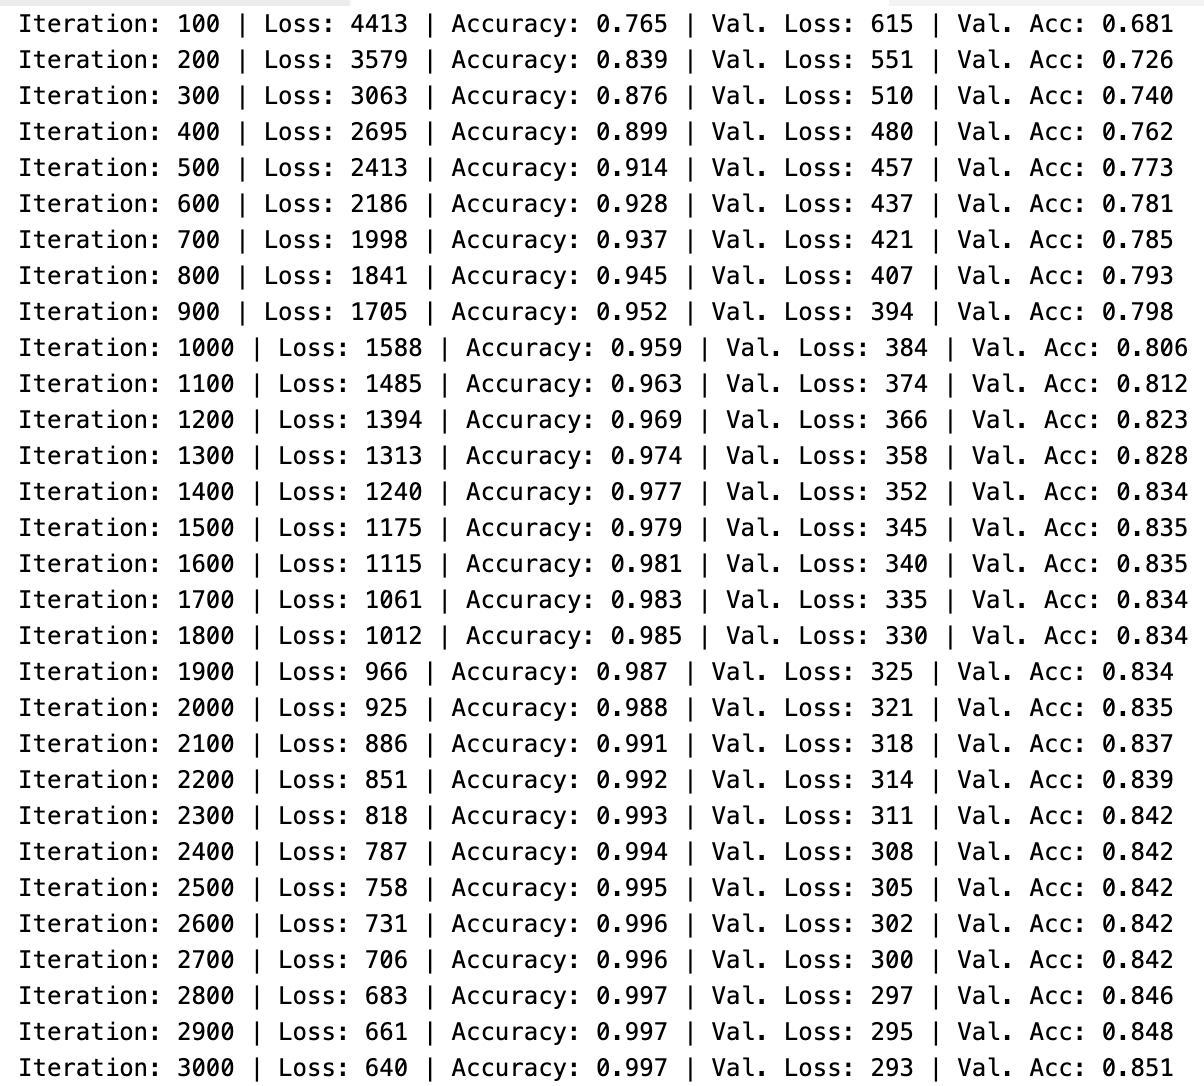 Iteration: 100 | Loss: 4413 | Accuracy: 0.765 | Val. Loss: 615 | Val. Acc: 0.681
Iteration: 200 | Loss: 3579 | Accuracy: 0.839 | Val. Loss: 551 | Val. Acc: 0.726
Iteration: 300 | Loss: 3063 | Accuracy: 0.876 | Val. Loss: 510 | Val. Acc: 0.740
Iteration: 400 | Loss: 2695 | Accuracy: 0.899 | Val. Loss: 480 | Val. Acc: 0.762
Iteration: 500 | Loss: 2413 | Accuracy: 0.914 | Val. Loss: 457 | Val. Acc: 0.773
Iteration: 600 | Loss: 2186 | Accuracy: 0.928 | Val. Loss: 437 | Val. Acc: 0.781
Iteration: 700 | Loss: 1998 | Accuracy: 0.937 | Val. Loss: 421 | Val. Acc: 0.785
Iteration: 800 | Loss: 1841 | Accuracy: 0.945 | Val. Loss: 407 | Val. Acc: 0.793
Iteration: 900 | Loss: 1705 | Accuracy: 0.952 | Val. Loss: 394 | Val. Acc: 0.798
Iteration: 1000 | Loss: 1588 | Accuracy: 0.959 | Val. Loss: 384 | Val. Acc: 0.806
Iteration: 1100 | Loss: 1485 | Accuracy: 0.963 | Val. Loss: 374 | Val. Acc: 0.812
Iteration: 1200 | Loss: 1394 | Accuracy: 0.969 | Val. Loss: 366 | Val. Acc: 0.823
Iteration: 1300 | Loss: 1313 | Accuracy: 0.974 | Val. Loss: 358 | Val. Acc: 0.828
Iteration: 1400 | Loss: 1240 | Accuracy: 0.977 | Val. Loss: 352 | Val. Acc: 0.834
Iteration: 1500 | Loss: 1175 | Accuracy: 0.979 | Val. Loss: 345 | Val. Acc: 0.835
Iteration: 1600 | Loss: 1115 | Accuracy: 0.981 | Val. Loss: 340 | Val. Acc: 0.835
Iteration: 1700 | Loss: 1061 | Accuracy: 0.983 | Val. Loss: 335 | Val. Acc: 0.834
Iteration: 1800 | Loss: 1012 | Accuracy: 0.985 | Val. Loss: 330 | Val. Acc: 0.834
Iteration: 1900 | Loss: 966 | Accuracy: 0.987 | Val. Loss: 325 | Val. Acc: 0.834
Iteration: 2000 | Loss: 925 | Accuracy: 0.988 | Val. Loss: 321 | Val. Acc: 0.835
Iteration: 2100 | Loss: 886 | Accuracy: 0.991 | Val. Loss: 318 | Val. Acc: 0.837
Iteration: 2200 | Loss: 851 | Accuracy: 0.992 | Val. Loss: 314 | Val. Acc: 0.839
Iteration: 2300 | Loss: 818 | Accuracy: 0.993 | Val. Loss: 311 | Val. Acc: 0.842
Iteration: 2400 | Loss: 787 | Accuracy: 0.994 | Val. Loss: 308 | Val. Acc: 0.842
Iteration: 2500 | Loss: 758 | Accuracy: 0.995 | Val. Loss: 305 | Val. Acc: 0.842
Iteration: 2600 | Loss: 731 | Accuracy: 0.996 | Val. Loss: 302 | Val. Acc: 0.842
Iteration: 2700 | Loss: 706 | Accuracy: 0.996 | Val. Loss: 300 | Val. Acc: 0.842
Iteration: 2800 | Loss: 683 | Accuracy: 0.997 | Val. Loss: 297 | Val. Acc: 0.846
Iteration: 2900 | Loss: 661 | Accuracy: 0.997 | Val. Loss: 295 | Val. Acc: 0.848
Iteration: 3000 | Loss: 640 | Accuracy: 0.997 | Val. Loss: 293 | Val. Acc: 0.851